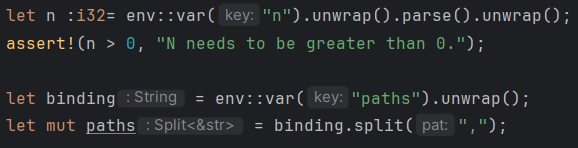 let n :i32= env::var( key: "n").unwrap().parse().unwrap();
assert!(n > 0, "N needs to be greater than 0.");
let binding : String = env::var( key: "paths").unwrap();
let mut paths : Split<&str> = binding.split( pat: ",");